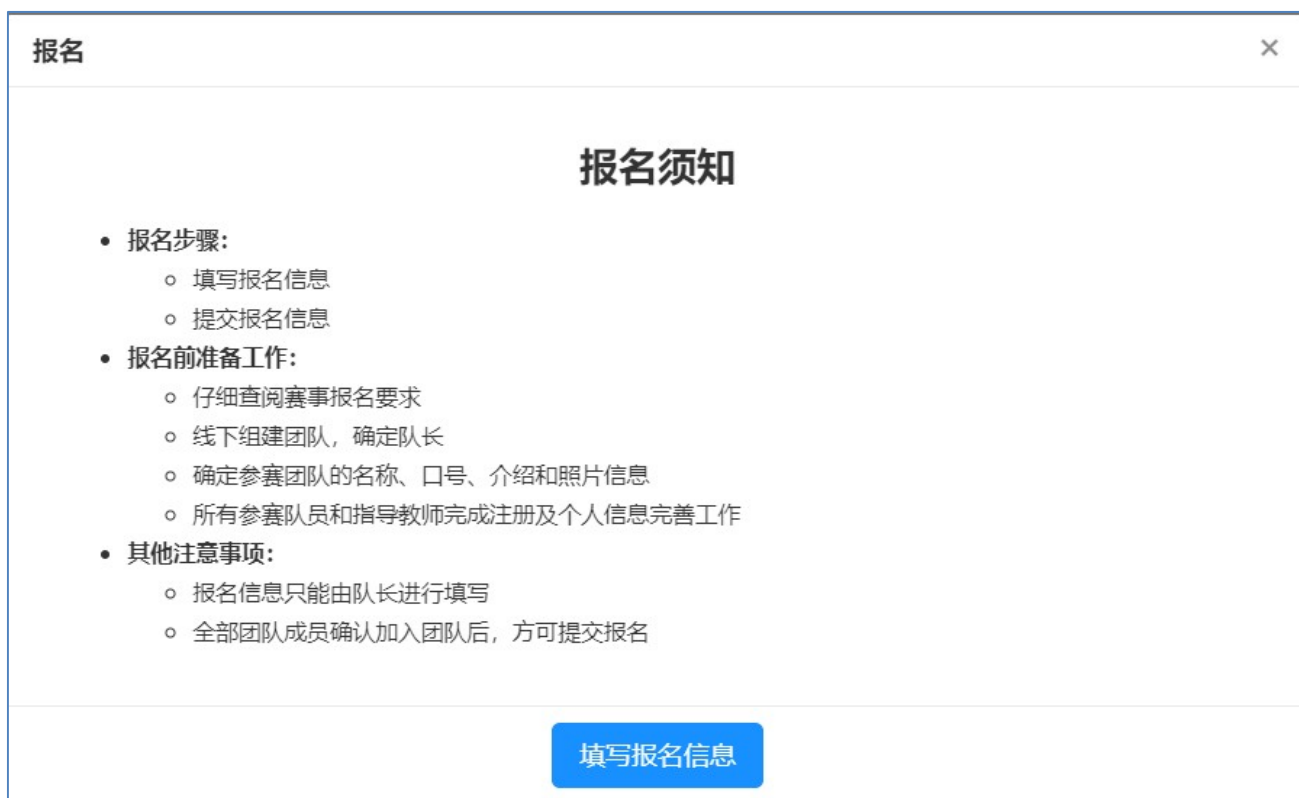 报名
×
报名须知
• 报名步骤：
○ 填写报名信息
○ 提交报名信息
• 报名前准备工作：
○ 仔细查阅赛事报名要求
○ 线下组建团队，确定队长
○ 确定参赛团队的名称、口号、介绍和照片信息
○ 所有参赛队员和指导教师完成注册及个人信息完善工作
• 其他注意事项：
○ 报名信息只能由队长进行填写
○ 全部团队成员确认加入团队后，方可提交报名
填写报名信息